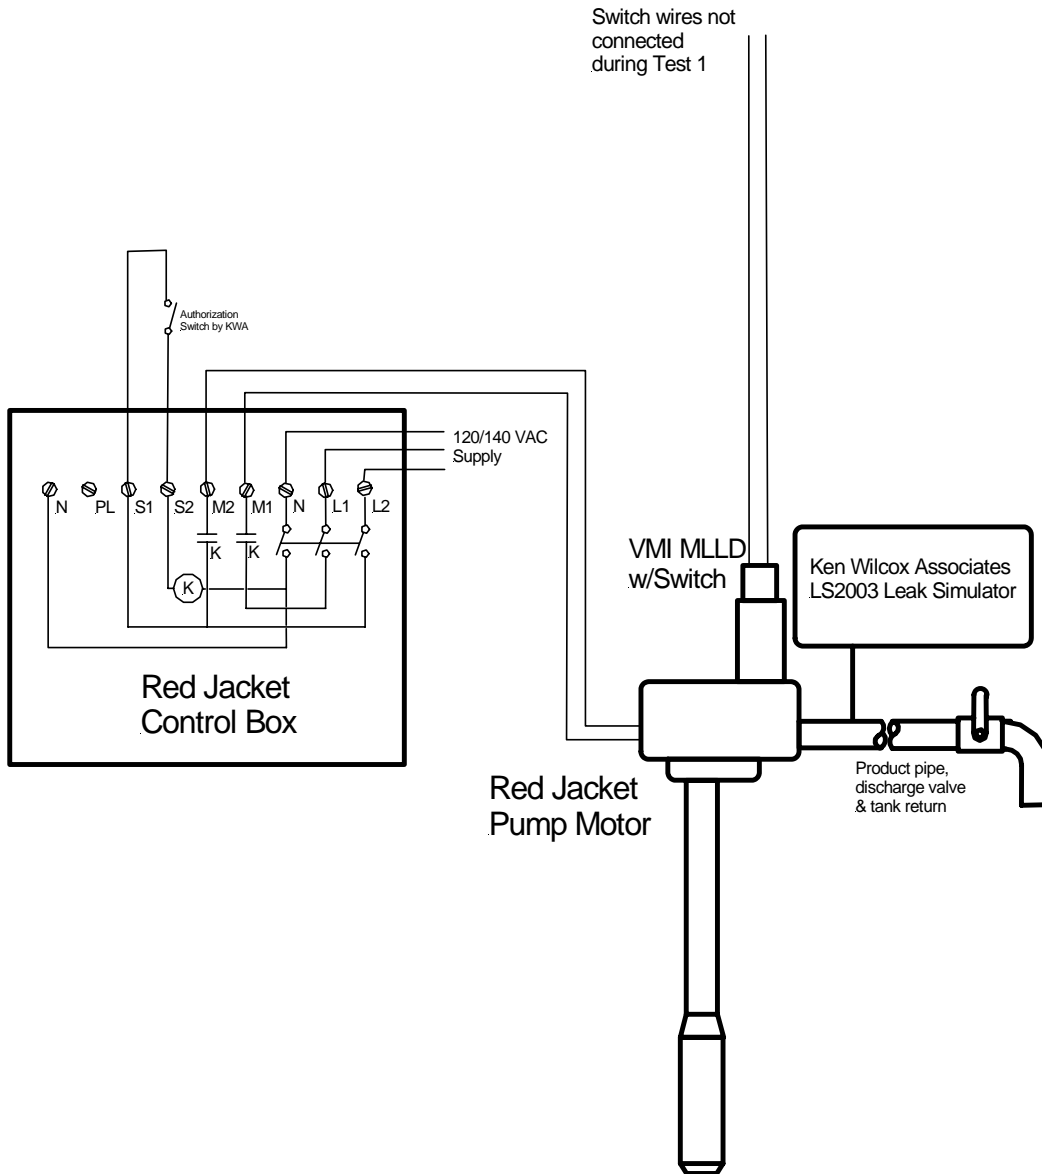 Switch wires not
connected
during Test 1
Authorization
Switch by KWA
120/140 VAC
Supply
N PL S1 S2 M2 M1 N L1 L2
K K
K
VMI MLLD
w/Switch
Ken Wilcox Associates
LS2003 Leak Simulator
Red Jacket
Control Box
Product pipe,
discharge valve
& tank return
Red Jacket
Pump Motor